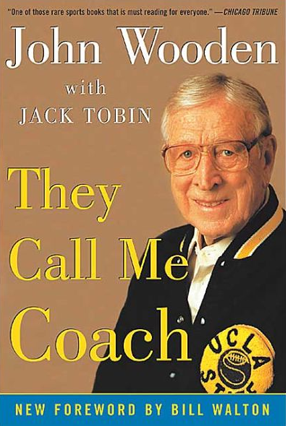 "One of those rare sports books that is must reading for everyone." —CHICAGO TRIBUNE
John Wooden
with
JACK TOBIN
They
Call Me
Coach
UCLA
NEW FOREWORD BY BILL WALTON